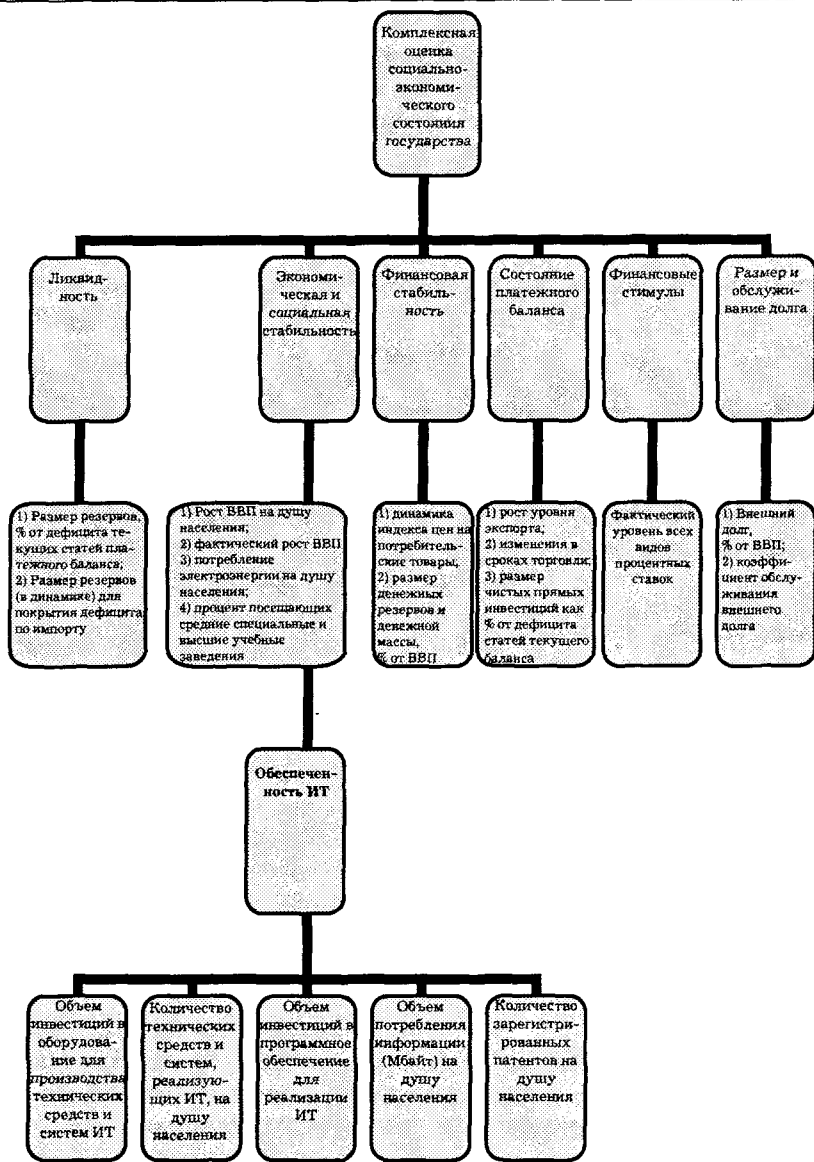 Комплексная
оценка
социально-
экономи-
ческого
состояния
государства
Ликвид-
ность
Экономи-
ческая и
социальная
стабильность
Финансовая
стабиль-
ность
Состояние
платежного
баланса
Финансовые
стимулы
Размер и
обслужи-
вание долга
1) Размер резервов,
% от дефицита те-
кущих статей пла-
тежного баланса;
2) Размер резервов
(в динамике) для
покрытия дефицита
по импорту
1) Рост ВВП на душу
населения;
2) фактический рост ВВП
3) потребление
электроэнергии на душу
населения;
4) процент посещающих
средние специальные и
высшие учебные
заведения
1) динамика
индекса цен на
потребитель-
ские товары;
2) размер
денежных
резервов и
денежной
массы,
% от ВВП
1) рост уровня
экспорта;
2) изменения в
сроках торговли;
3) размер
чистых прямых
инвестиций как
% от дефицита
статей текущего
баланса
Фактический
уровень всех
видов
процентных
ставок
1) Внешний
долг,
% от ВВП;
2) коэффи-
циент обслу-
живания
внешнего
долга
Обеспечен-
ность ИТ
Объем
инвестиций в
оборудова-
ние для
производства
технических
средств и
систем ИТ
Количество
технических
средств и
систем,
реализую-
щих ИТ, на
душу
населения
Объем
инвестиций в
программное
обеспечение
для
реализации
ИТ
Объем
потребления
информации
(Мбайт) на
душу
населения
Количество
зарегистри-
рованных
патентов на
душу
населения